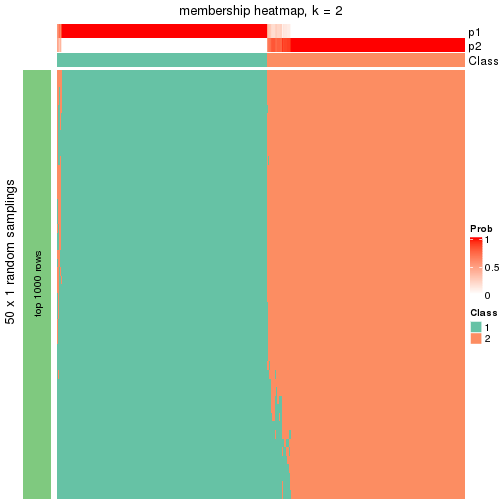 membership heatmap, k = 2
p1
p2
Class
50 x 1 random samplings
top 1000 rows
Prob
1
0.5
0
Class
1
2